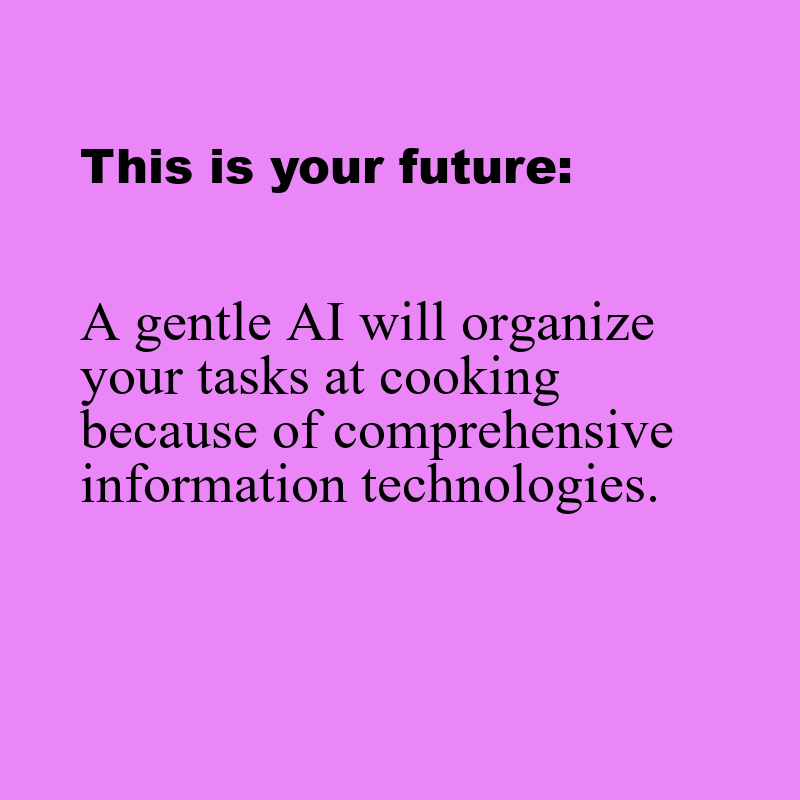 This is your future:
A gentle AI will organize
your tasks at cooking
because of comprehensive
information technologies.